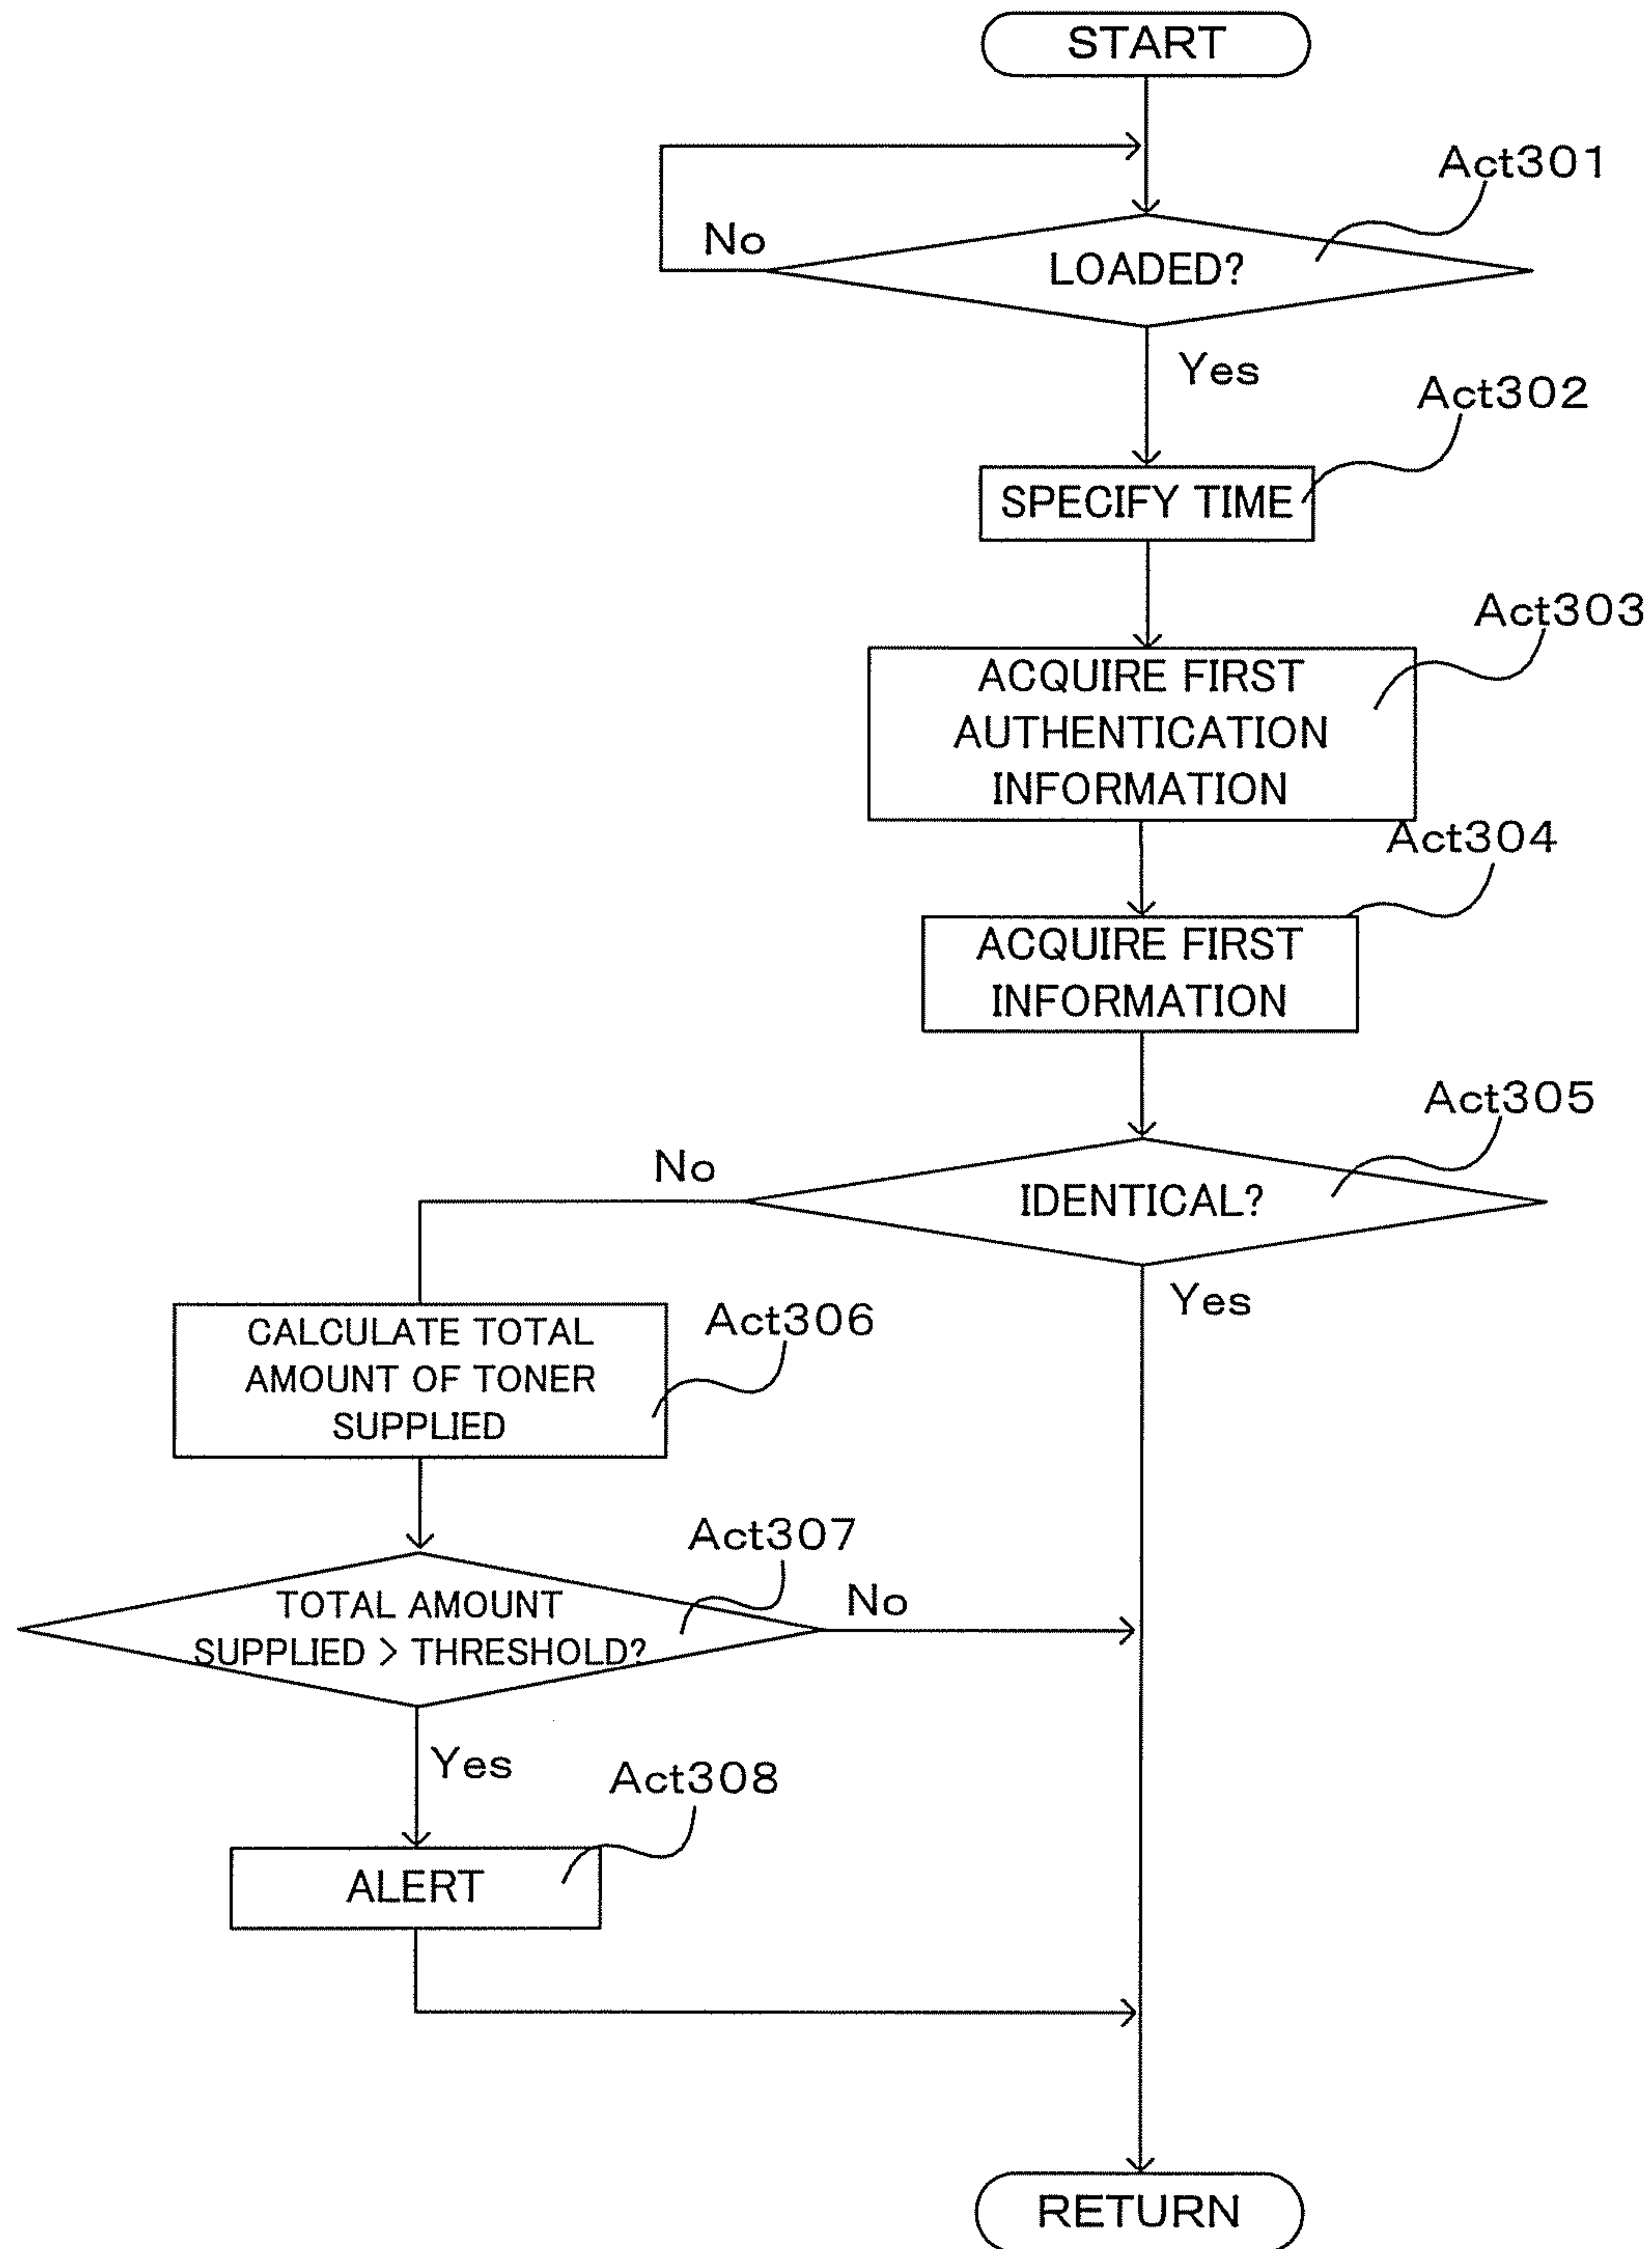 START
Act301
No
LOADED?
Yes
Act302
SPECIFY TIME
Act303
ACQUIRE FIRST
AUTHENTICATION
INFORMATION
Act304
ACQUIRE FIRST
INFORMATION
Act305
No
IDENTICAL?
Yes
Act306
CALCULATE TOTAL
AMOUNT OF TONER
SUPPLIED
Act307
No
TOTAL AMOUNT
SUPPLIED > THRESHOLD?
Yes
Act308
ALERT
RETURN